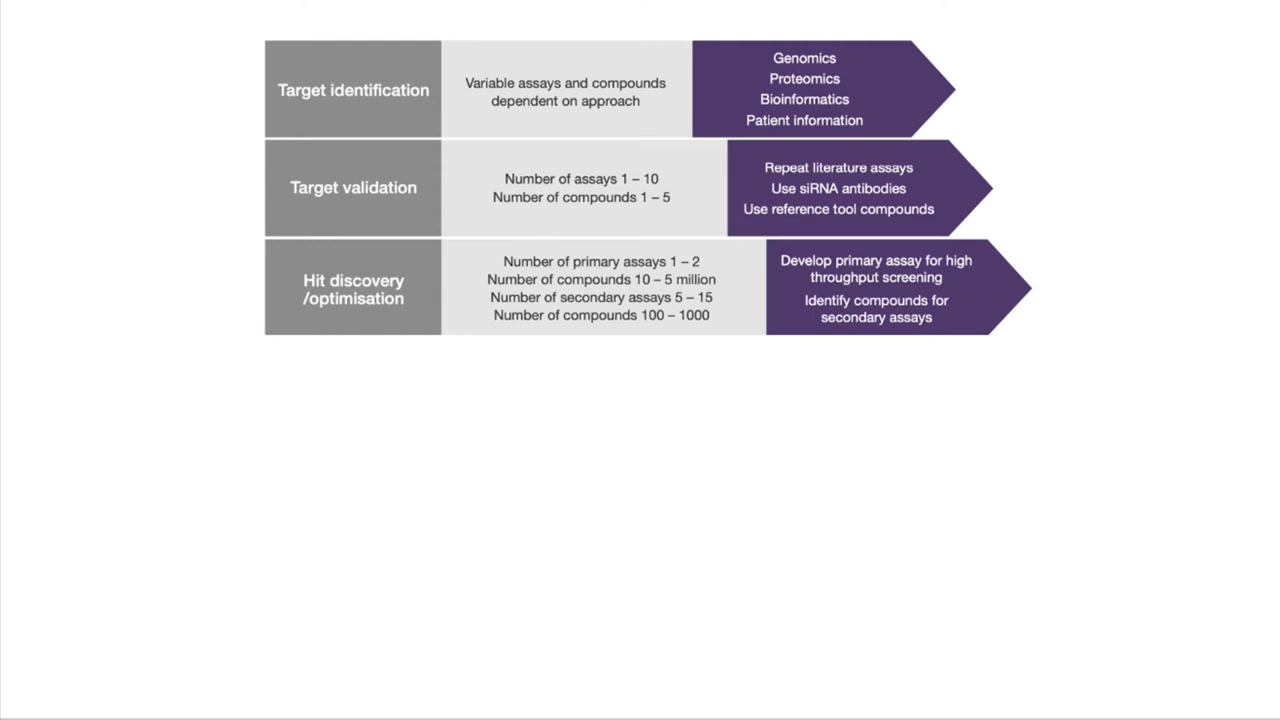 Target identification
Variable assays and compounds
dependent on approach
Genomics
Proteomics
Bioinformatics
Patient information
Target validation
Number of assays 1 – 10
Number of compounds 1 – 5
Repeat literature assays
Use siRNA antibodies
Use reference tool compounds
Hit discovery
/optimisation
Number of primary assays 1 – 2
Number of compounds 10 – 5 million
Number of secondary assays 5 – 15
Number of compounds 100 – 1000
Develop primary assay for high
throughput screening
Identify compounds for
secondary assays